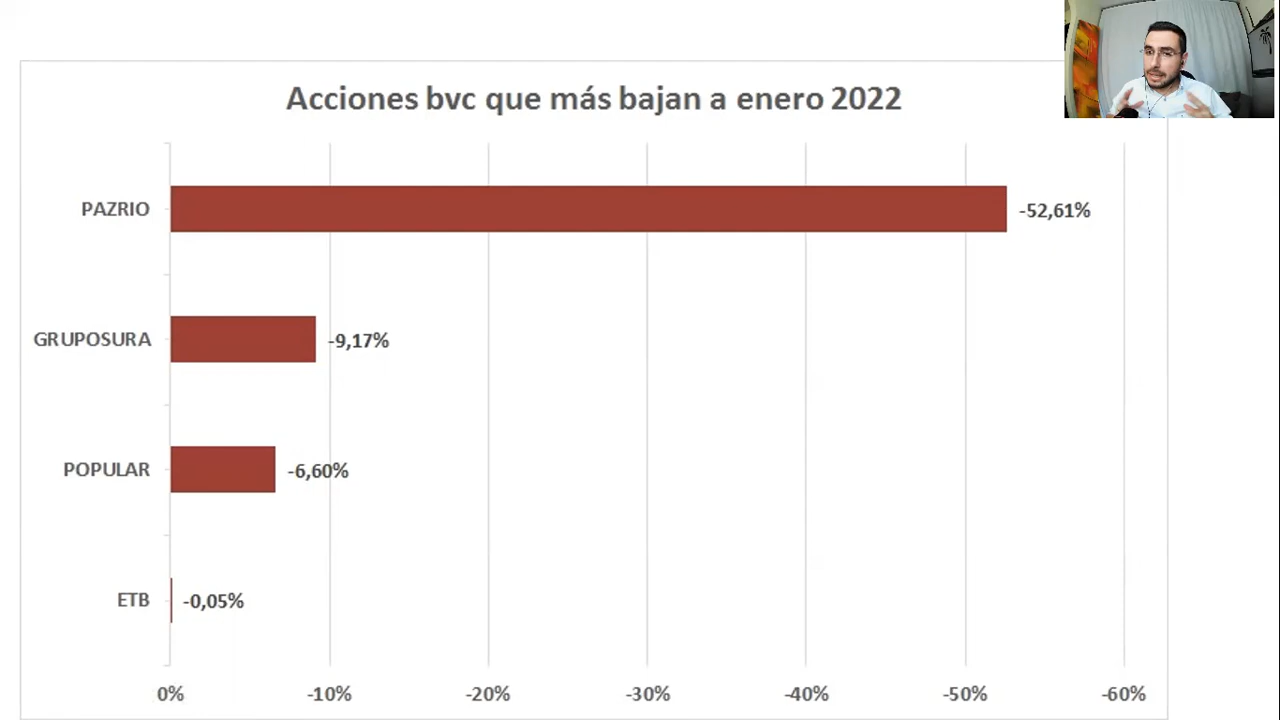 Acciones bvc que más bajan a enero 2022
PAZRIO
-52,61%
GRUPOSURA
-9,17%
POPULAR
-6,60%
ETB
-0,05%
0% -10% -20% -30% -40% -50% -60%